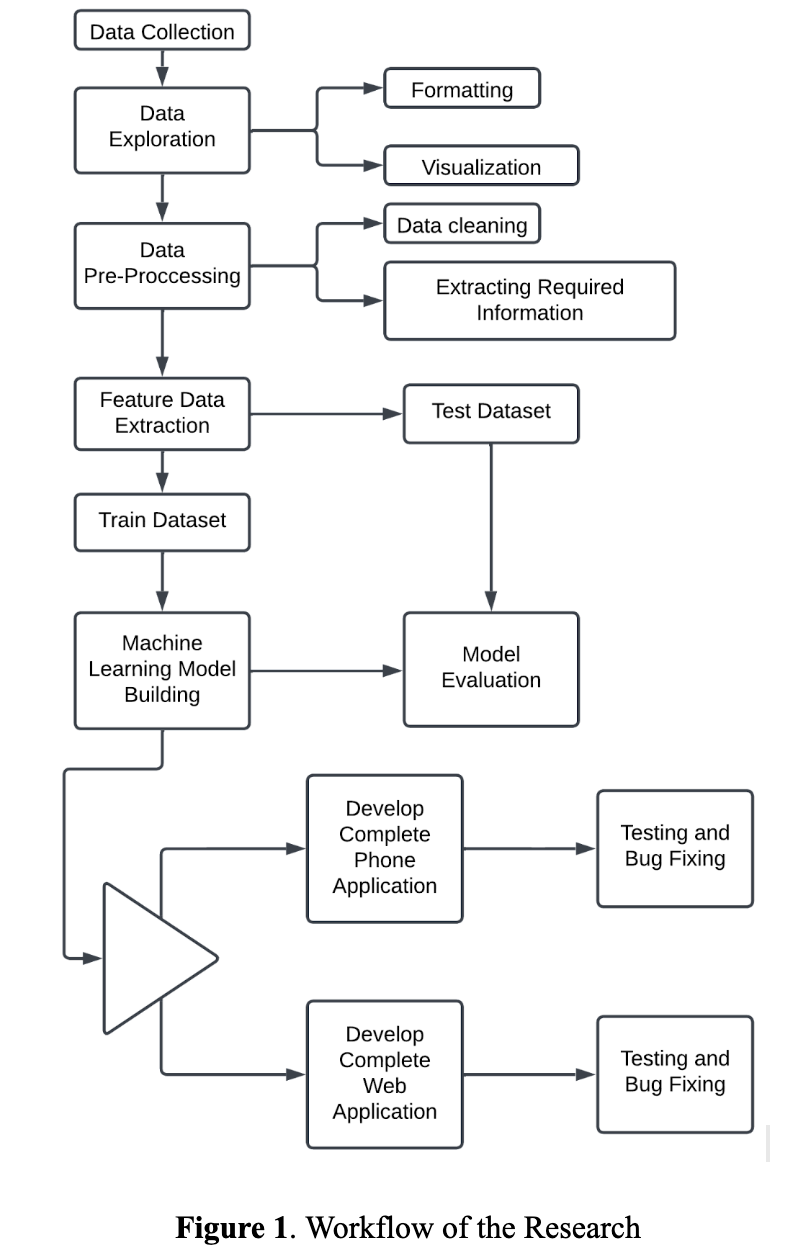 Data Collection
Data
Exploration
Formatting
Visualization
Data
Pre-Proccessing
Data cleaning
Extracting Required
Information
Feature Data
Extraction
Test Dataset
Train Dataset
Machine
Learning Model
Building
Model
Evaluation
Develop
Complete
Phone
Application
Testing and
Bug Fixing
Develop
Complete
Web
Application
Testing and
Bug Fixing
Figure 1. Workflow of the Research